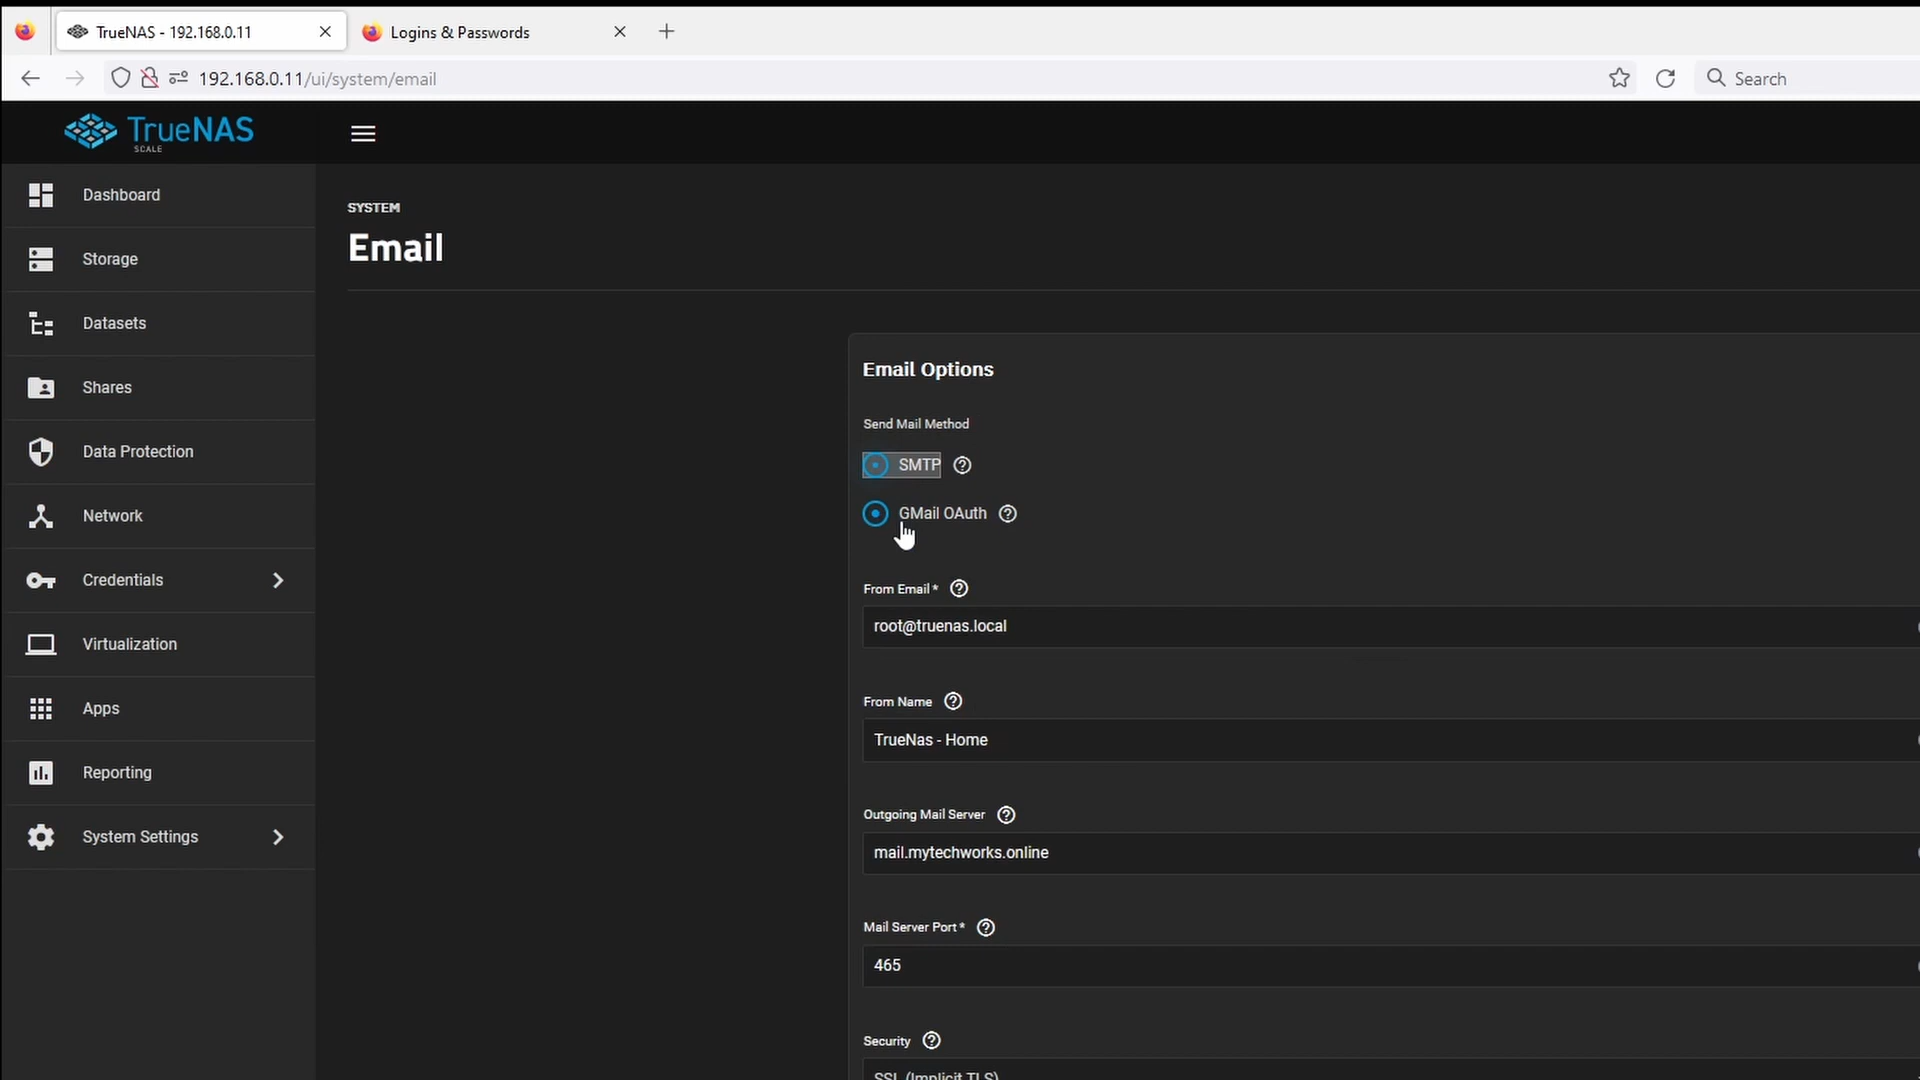 TrueNAS - 192.168.0.11
Logins & Passwords
192.168.0.11/ui/system/email
Search
TrueNAS
SCALE
Dashboard
Storage
Datasets
Shares
Data Protection
Network
Credentials
Virtualization
Apps
Reporting
System Settings
SYSTEM
Email
Email Options
Send Mail Method
SMTP
GMail OAuth
From Email*
root@truenas.local
From Name
TrueNas - Home
Outgoing Mail Server
mail.mytechworks.online
Mail Server Port*
465
Security
SSL (Implicit TLS)